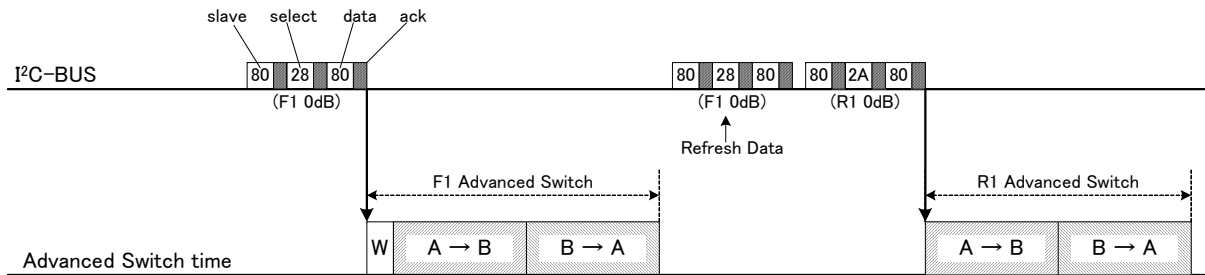 slave select data ack
I²C-BUS 80 28 80 80 28 80 80 2A 80
(F1 0dB) (F1 0dB) (R1 0dB)
Refresh Data
F1 Advanced Switch R1 Advanced Switch
W A → B B → A A → B B → A
Advanced Switch time